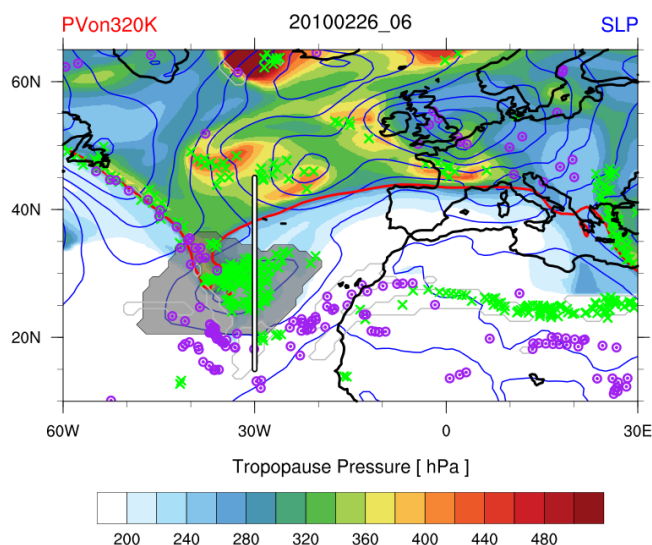 PVon320K 20100226_06 SLP
60N
40N
20N
60W 30W 0 30E
Tropopause Pressure [ hPa ]
200 240 280 320 360 400 440 480